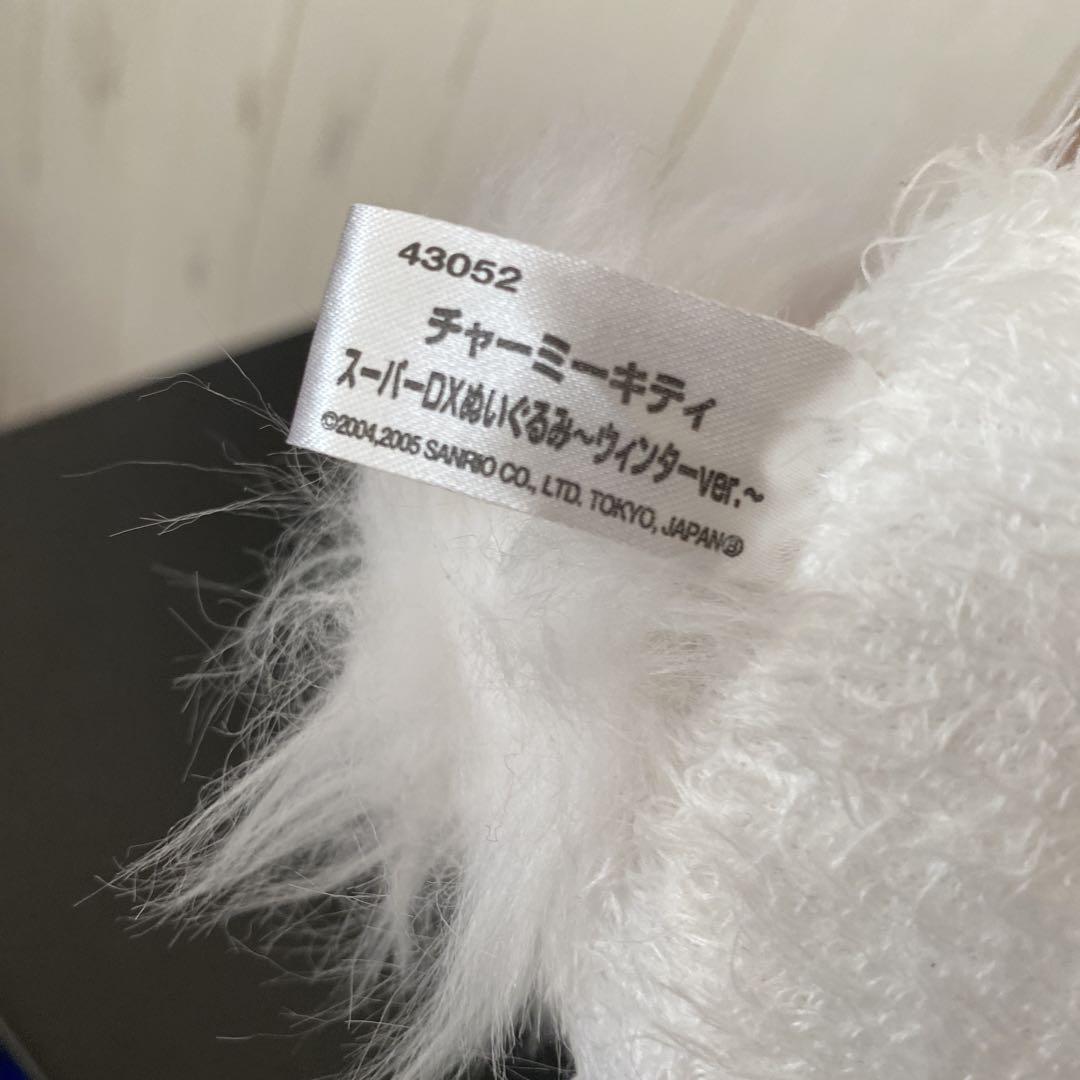 43052
チャーミーキティ
スーパーDXぬいぐるみ～ウィンターver.～
©2004,2005 SANRIO CO., LTD. TOKYO, JAPAN